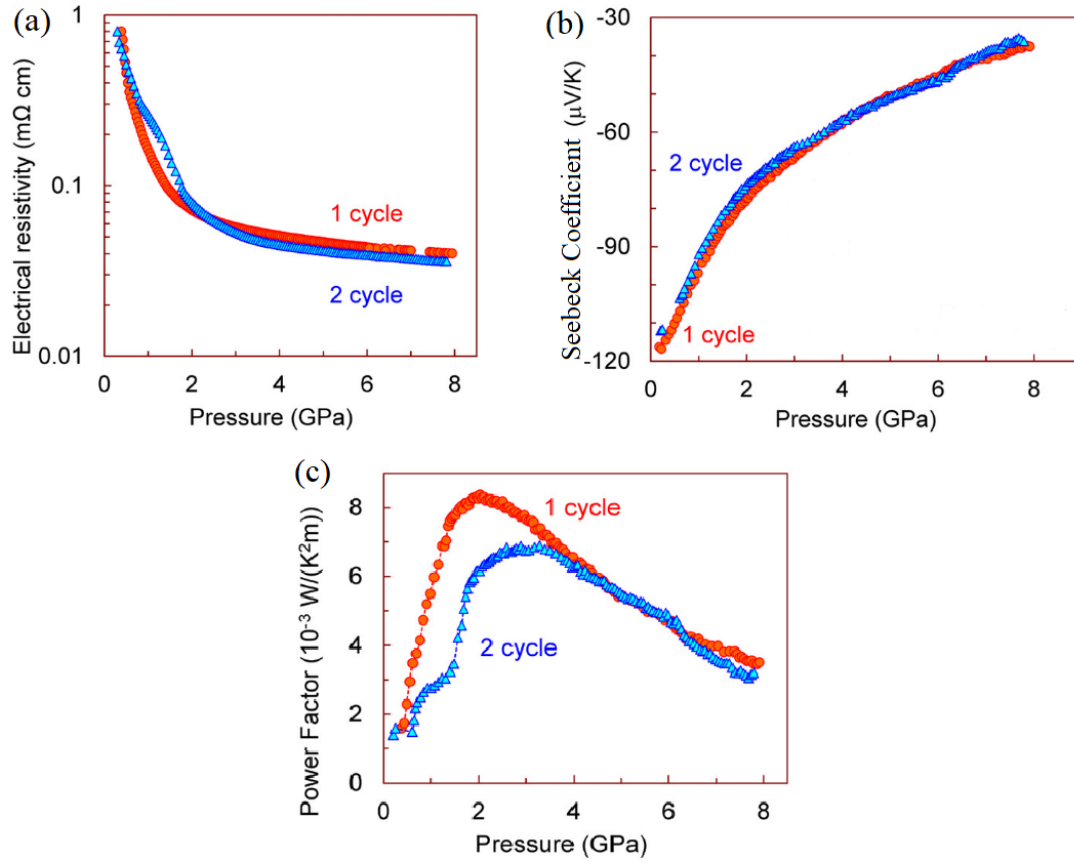 (a)
1
0.1
0.01
Electrical resistivity (mΩ cm)
1 cycle
2 cycle
0 2 4 6 8
Pressure (GPa)
(b)
-30
-60
-90
-120
Seebeck Coefficient (μV/K)
2 cycle
1 cycle
0 2 4 6 8
Pressure (GPa)
(c)
8
6
4
2
0
Power Factor (10⁻³ W/(K²m))
1 cycle
2 cycle
0 2 4 6 8
Pressure (GPa)